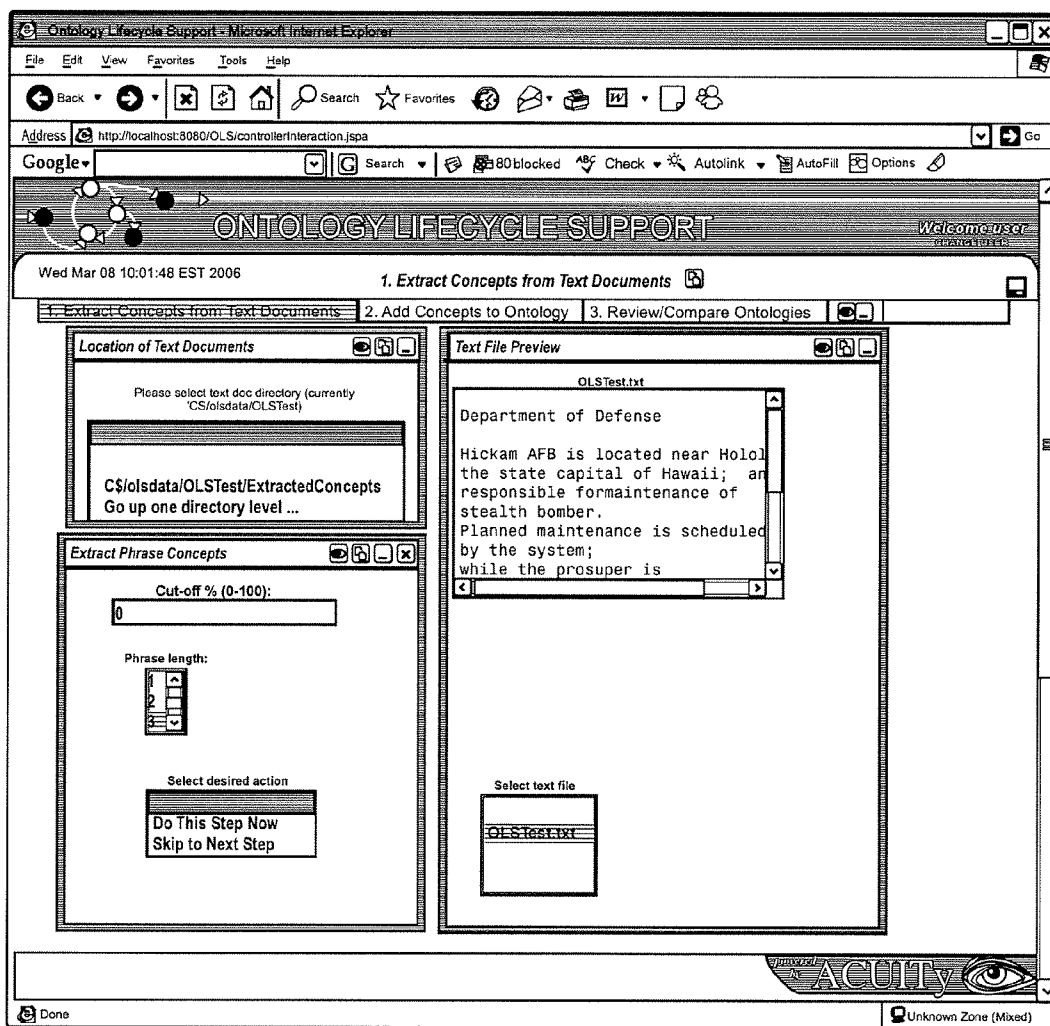 Ontology Lifecycle Support - Microsoft Internet Explorer
File Edit View Favorites Tools Help
Back Search Favorites
Address http://localhost:8080/OLS/controllerInteraction.jspa Go
Google G Search 80 blocked ABC Check Autolink AutoFill Options
ONTOLOGY LIFECYCLE SUPPORT
Welcome user
CHANGE USER
Wed Mar 08 10:01:48 EST 2006
1. Extract Concepts from Text Documents
1. Extract Concepts from Text Documents 2. Add Concepts to Ontology 3. Review/Compare Ontologies
Location of Text Documents
Please select text doc directory (currently
'C$/olsdata/OLSTest)
C$/olsdata/OLSTest/ExtractedConcepts
Go up one directory level ...
Extract Phrase Concepts
Cut-off % (0-100):
0
Phrase length:
1
2
3
Select desired action
Do This Step Now
Skip to Next Step
Text File Preview
OLSTest.txt
Department of Defense
Hickam AFB is located near Holol
the state capital of Hawaii; an
responsible formaintenance of
stealth bomber.
Planned maintenance is scheduled
by the system;
while the prosuper is
Select text file
OLSTest.txt
powered
by ACUITy
Done
Unknown Zone (Mixed)